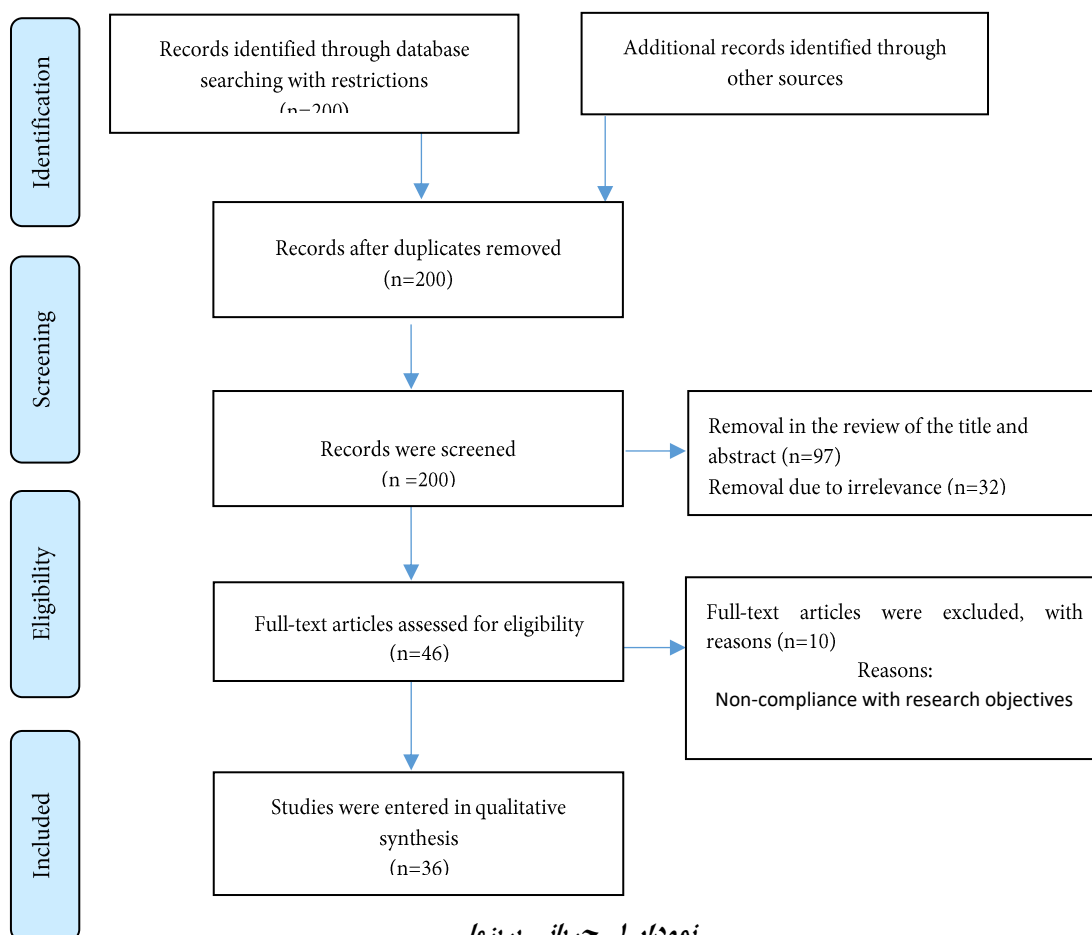 Identification
Records identified through database
searching with restrictions
(n=200)
Additional records identified through
other sources
Records after duplicates removed
(n=200)
Screening
Records were screened
(n =200)
Removal in the review of the title and
abstract (n=97)
Removal due to irrelevance (n=32)
Eligibility
Full-text articles assessed for eligibility
(n=46)
Full-text articles were excluded, with
reasons (n=10)
Reasons:
Non-compliance with research objectives
Included
Studies were entered in qualitative
synthesis
(n=36)